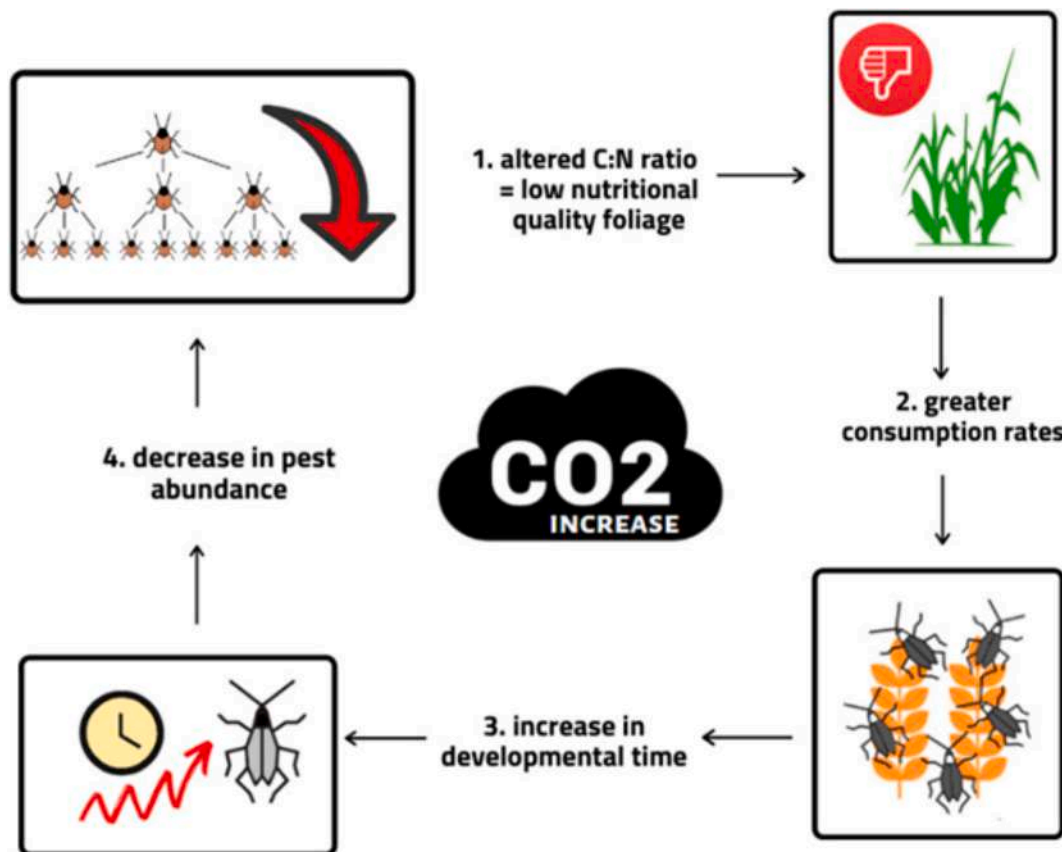 1. altered C:N ratio
= low nutritional
quality foliage
2. greater
consumption rates
CO2
INCREASE
3. increase in
developmental time
4. decrease in pest
abundance